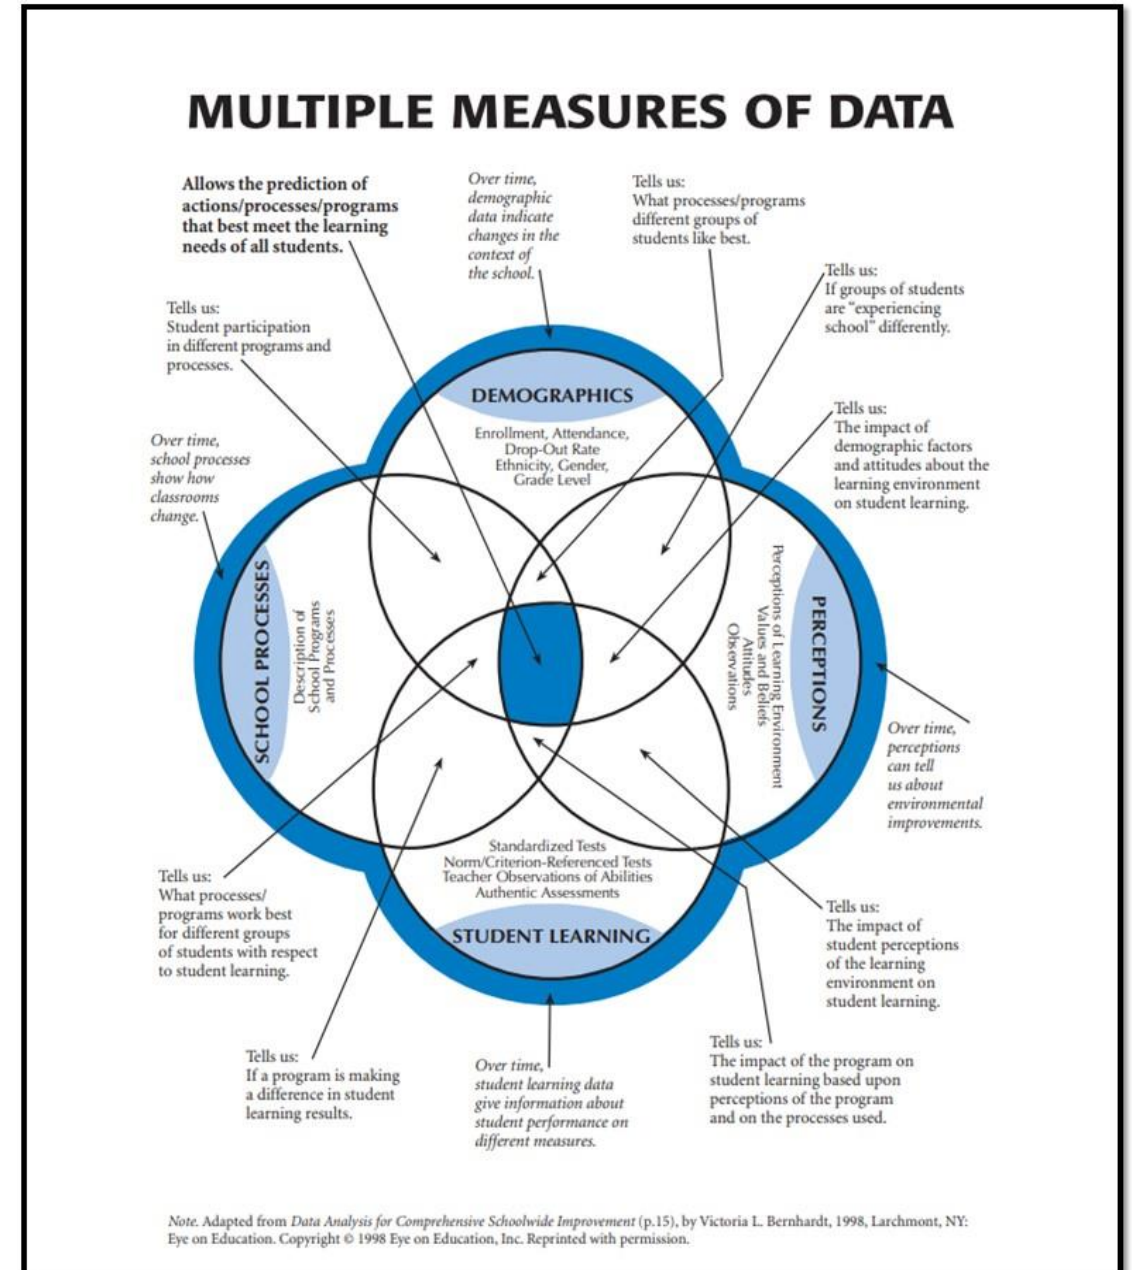 MULTIPLE MEASURES OF DATA
Allows the prediction of
actions/processes/programs
that best meet the learning
needs of all students.
Over time,
demographic
data indicate
changes in the
context of
the school.
Tells us:
What processes/programs
different groups of
students like best.
Tells us:
If groups of students
are “experiencing
school” differently.
Tells us:
Student participation
in different programs and
processes.
Tells us:
The impact of
demographic factors
and attitudes about the
learning environment
on student learning.
Over time,
school processes
show how
classrooms
change.
DEMOGRAPHICS
Enrollment, Attendance,
Drop-Out Rate
Ethnicity, Gender,
Grade Level
SCHOOL PROCESSES
Description of
School Programs
and Processes
PERCEPTIONS
Perceptions of Learning Environment
Values and Beliefs
Attitudes
Observations
Over time,
perceptions
can tell
us about
environmental
improvements.
Standardized Tests
Norm/Criterion-Referenced Tests
Teacher Observations of Abilities
Authentic Assessments
STUDENT LEARNING
Tells us:
What processes/
programs work best
for different groups
of students with respect
to student learning.
Tells us:
The impact of
student perceptions
of the learning
environment on
student learning.
Tells us:
If a program is making
a difference in student
learning results.
Over time,
student learning data
give information about
student performance on
different measures.
Tells us:
The impact of the program on
student learning based upon
perceptions of the program
and on the processes used.
Note. Adapted from Data Analysis for Comprehensive Schoolwide Improvement (p.15), by Victoria L. Bernhardt, 1998, Larchmont, NY:
Eye on Education. Copyright © 1998 Eye on Education, Inc. Reprinted with permission.